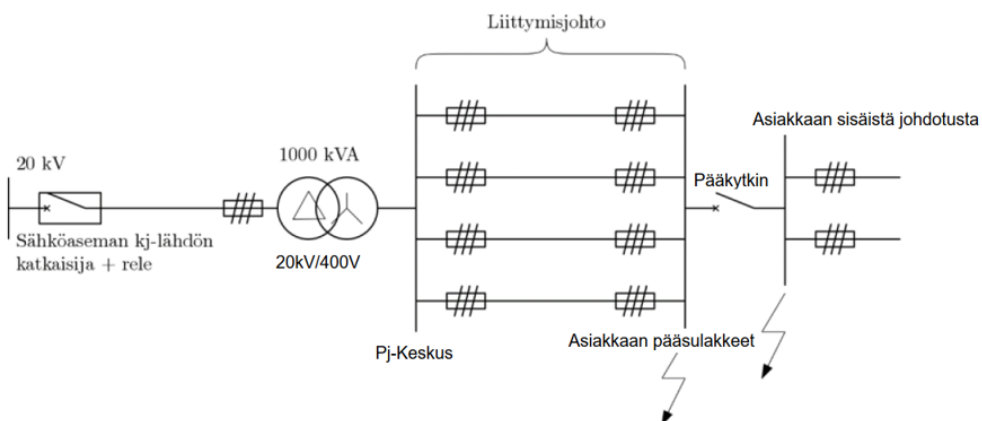 Liittymisjohto
Asiakkaan sisäistä johdotusta
20 kV
1000 kVA
Pääkytkin
Sähköaseman kj-lähdön
katkaisija + rele
20kV/400V
Pj-Keskus
Asiakkaan pääsulakkeet